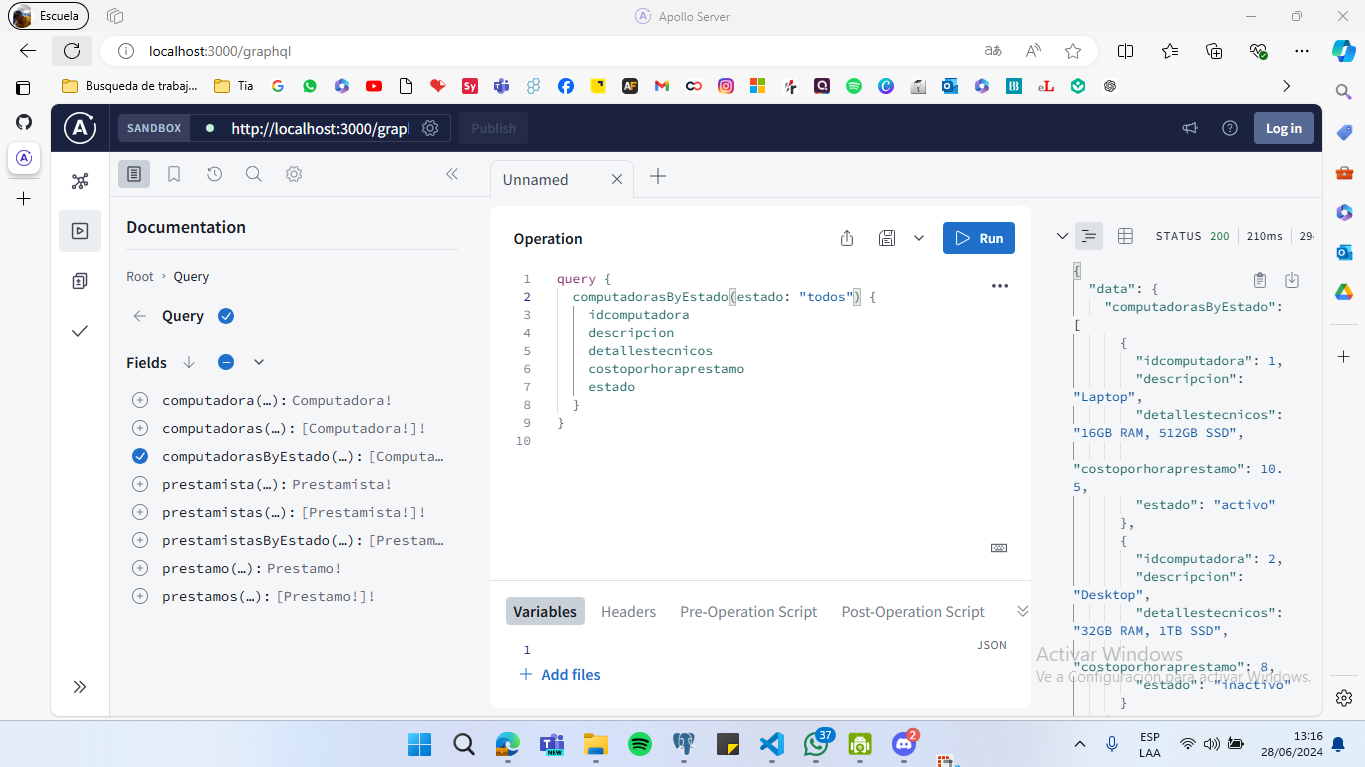 Escuela
Apollo Server
localhost:3000/graphql
Busqueda de trabaj...
Tia
SANDBOX
http://localhost:3000/grap
Publish
Log in
Unnamed
Documentation
Root › Query
Query
Fields
computadora(…): Computadora!
computadoras(…): [Computadora!]!
computadorasByEstado(…): [Computa…
prestamista(…): Prestamista!
prestamistas(…): [Prestamista!]!
prestamistasByEstado(…): [Prestam…
prestamo(…): Prestamo!
prestamos(…): [Prestamo!]!
Operation
Run
1 query {
2 computadorasByEstado(estado: "todos") {
3 idcomputadora
4 descripcion
5 detallestecnicos
6 costoporhoraprestamo
7 estado
8 }
9 }
10
Variables
Headers
Pre-Operation Script
Post-Operation Script
1
JSON
+ Add files
STATUS 200
210ms
29
{
"data": {
"computadorasByEstado":
[
{
"idcomputadora": 1,
"descripcion":
"Laptop",
"detallestecnicos":
"16GB RAM, 512GB SSD",
"costoporhoraprestamo": 10.
5,
"estado": "activo"
},
{
"idcomputadora": 2,
"descripcion":
"Desktop",
"detallestecnicos":
"32GB RAM, 1TB SSD",
"costoporhoraprestamo": 8,
"estado": "inactivo"
}
Activar Windows
Ve a Configuración para activar Windows.
NEW
37
2
ESP
LAA
13:16
28/06/2024